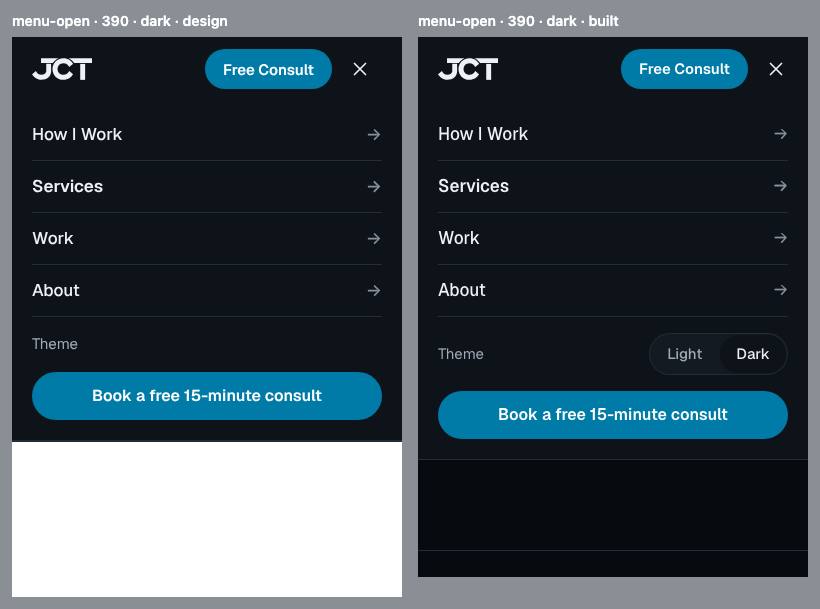 menu-open · 390 · dark · design
JCT
Free Consult
How I Work
Services
Work
About
Theme
Book a free 15-minute consult
menu-open · 390 · dark · built
JCT
Free Consult
How I Work
Services
Work
About
Theme
Light
Dark
Book a free 15-minute consult